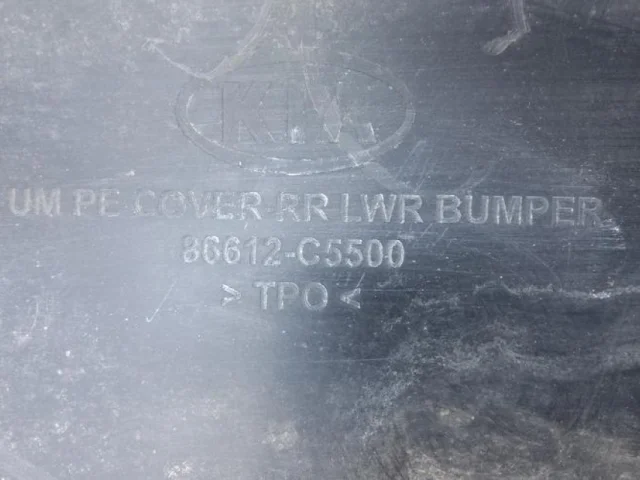 KIA
UM PE COVER-RR LWR BUMPER
86612-C5500
> TPO <